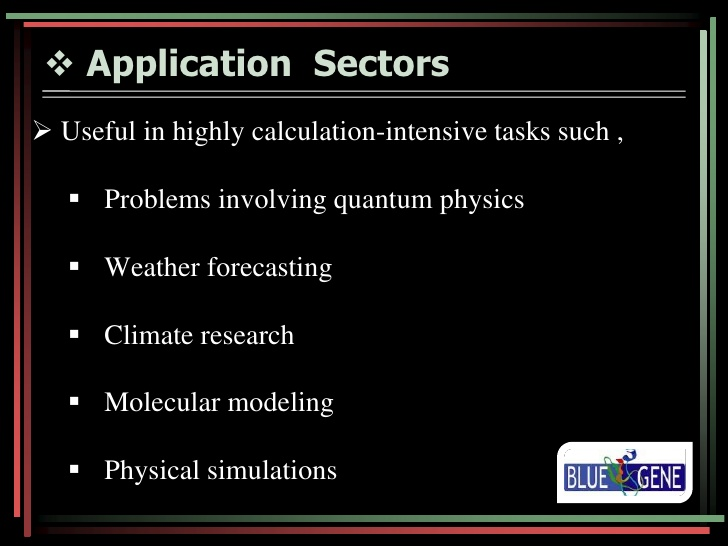 ❖ Application Sectors
➢ Useful in highly calculation-intensive tasks such ,
▪ Problems involving quantum physics
▪ Weather forecasting
▪ Climate research
▪ Molecular modeling
▪ Physical simulations
BLUE GENE